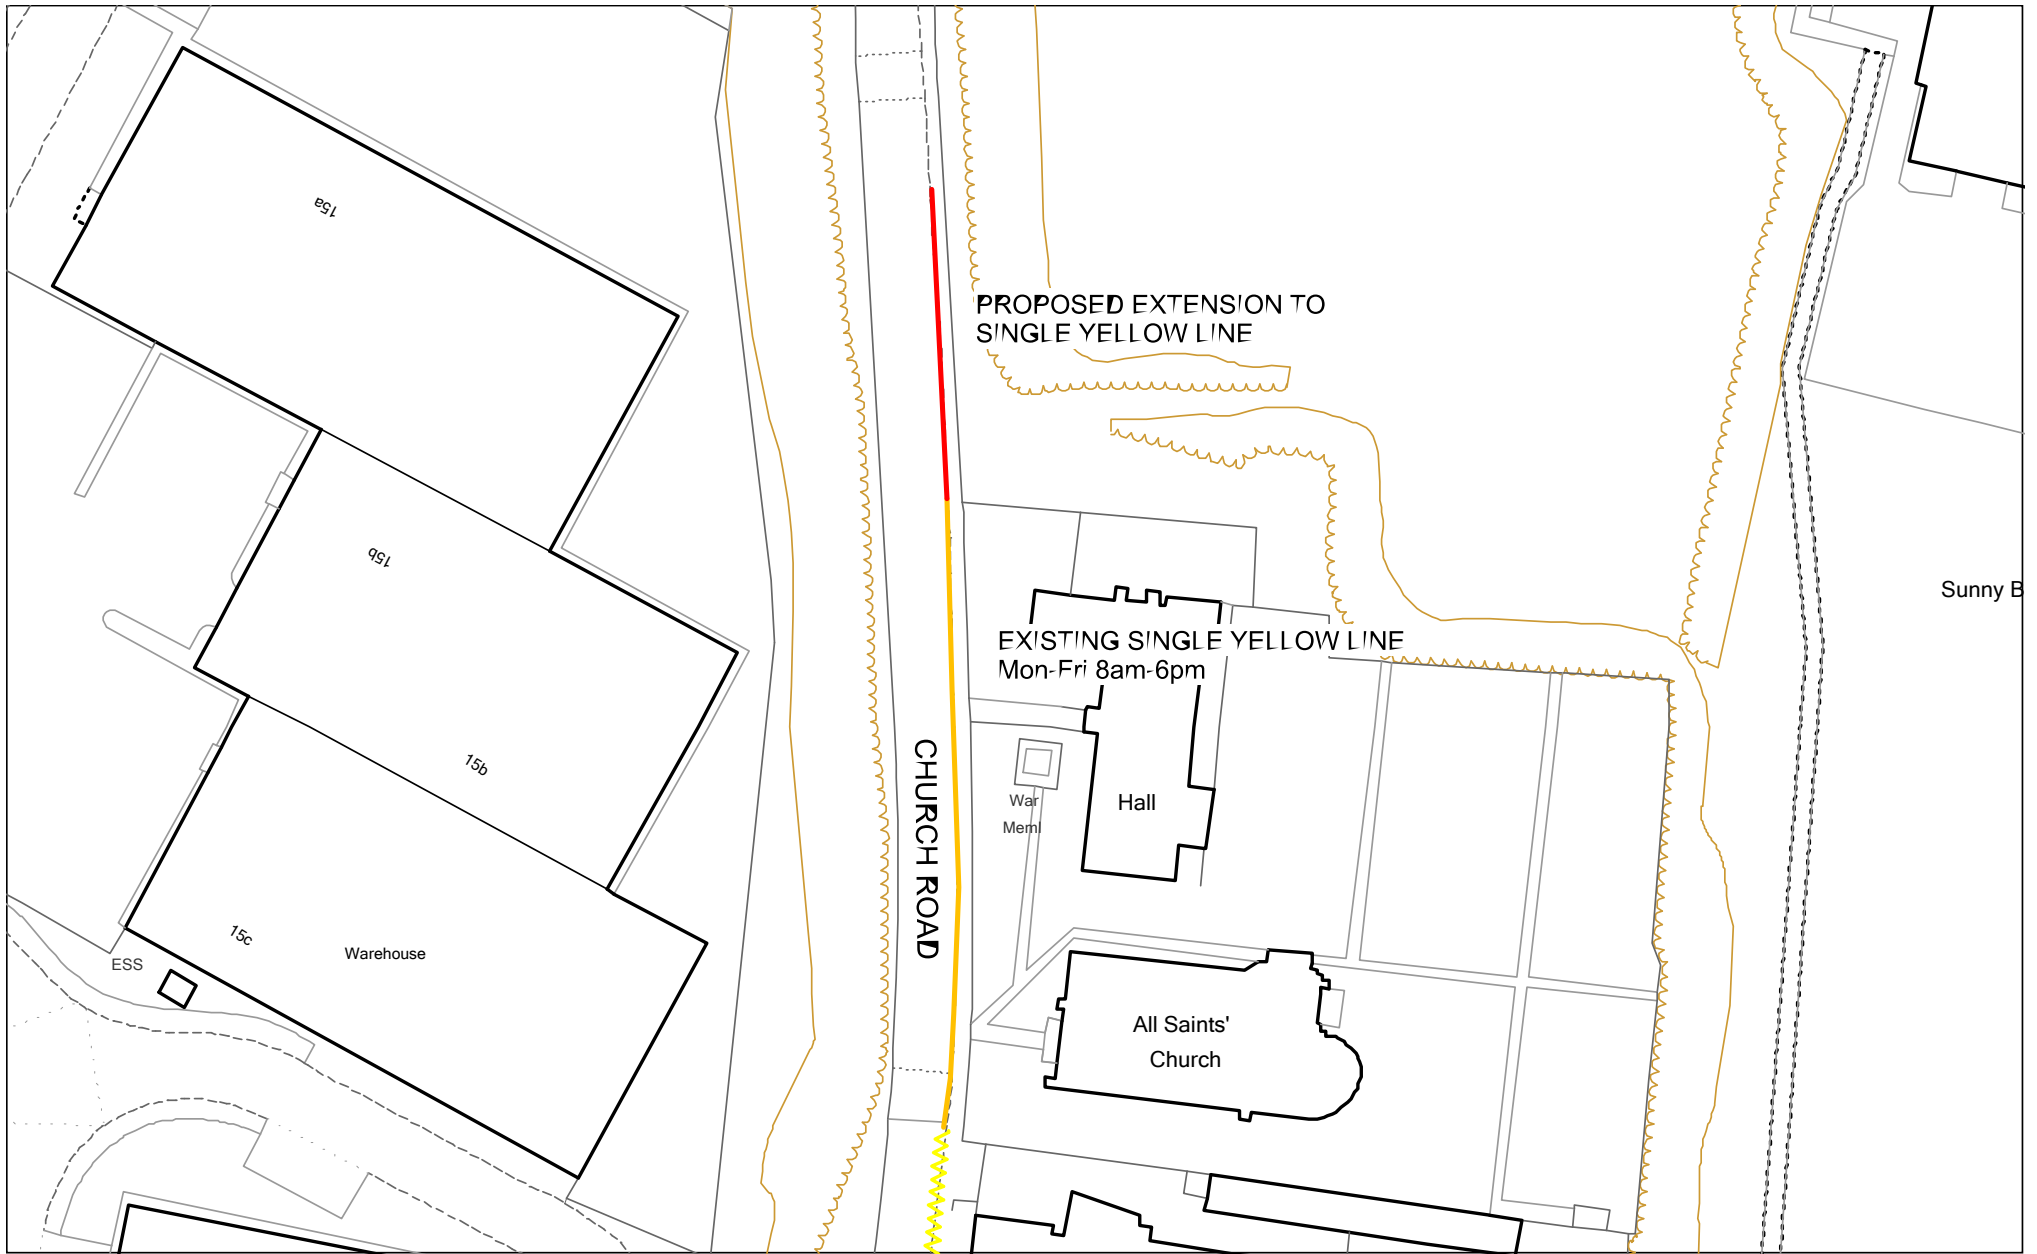 15a
PROPOSED EXTENSION TO
SINGLE YELLOW LINE
15b
Sunny B
EXISTING SINGLE YELLOW LINE
Mon-Fri 8am-6pm
15b
CHURCH ROAD
War
Meml
Hall
15c
Warehouse
ESS
All Saints'
Church